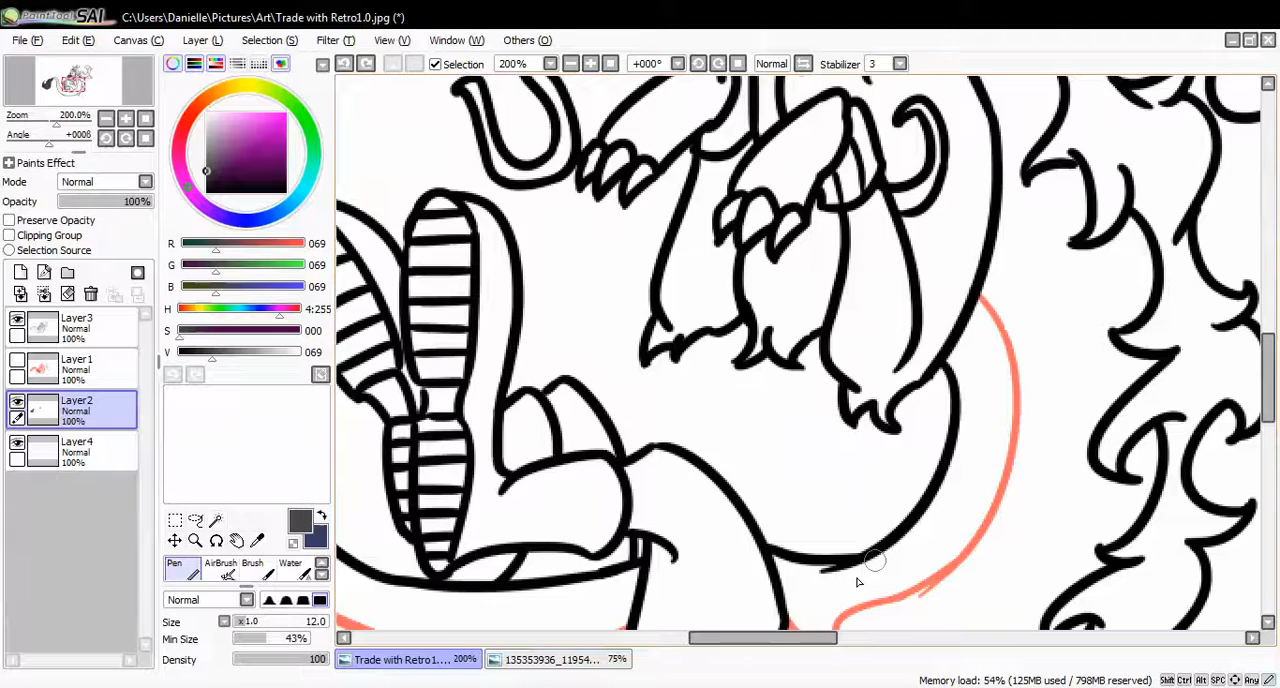 PaintTool SAI C:\Users\Danielle\Pictures\Art\Trade with Retro1.0.jpg (*)
File (F) Edit (E) Canvas (C) Layer (L) Selection (S) Filter (T) View (V) Window (W) Others (O)
Selection 200% +000° Normal Stabilizer 3
Zoom 200.0%
Angle +000ß
Paints Effect
Mode Normal
Opacity 100%
Preserve Opacity
Clipping Group
Selection Source
Layer3
Normal
100%
Layer1
Normal
100%
Layer2
Normal
100%
Layer4
Normal
100%
R 069
G 069
B 069
H 4:255
S 000
V 069
Pen AirBrush Brush Water
Normal
Size x1.0 12.0
Min Size 43%
Density 100
Trade with Retro1.... 200% 135353936_11954... 75%
Memory load: 54% (125MB used / 798MB reserved) Shift Ctrl Alt SPC Any